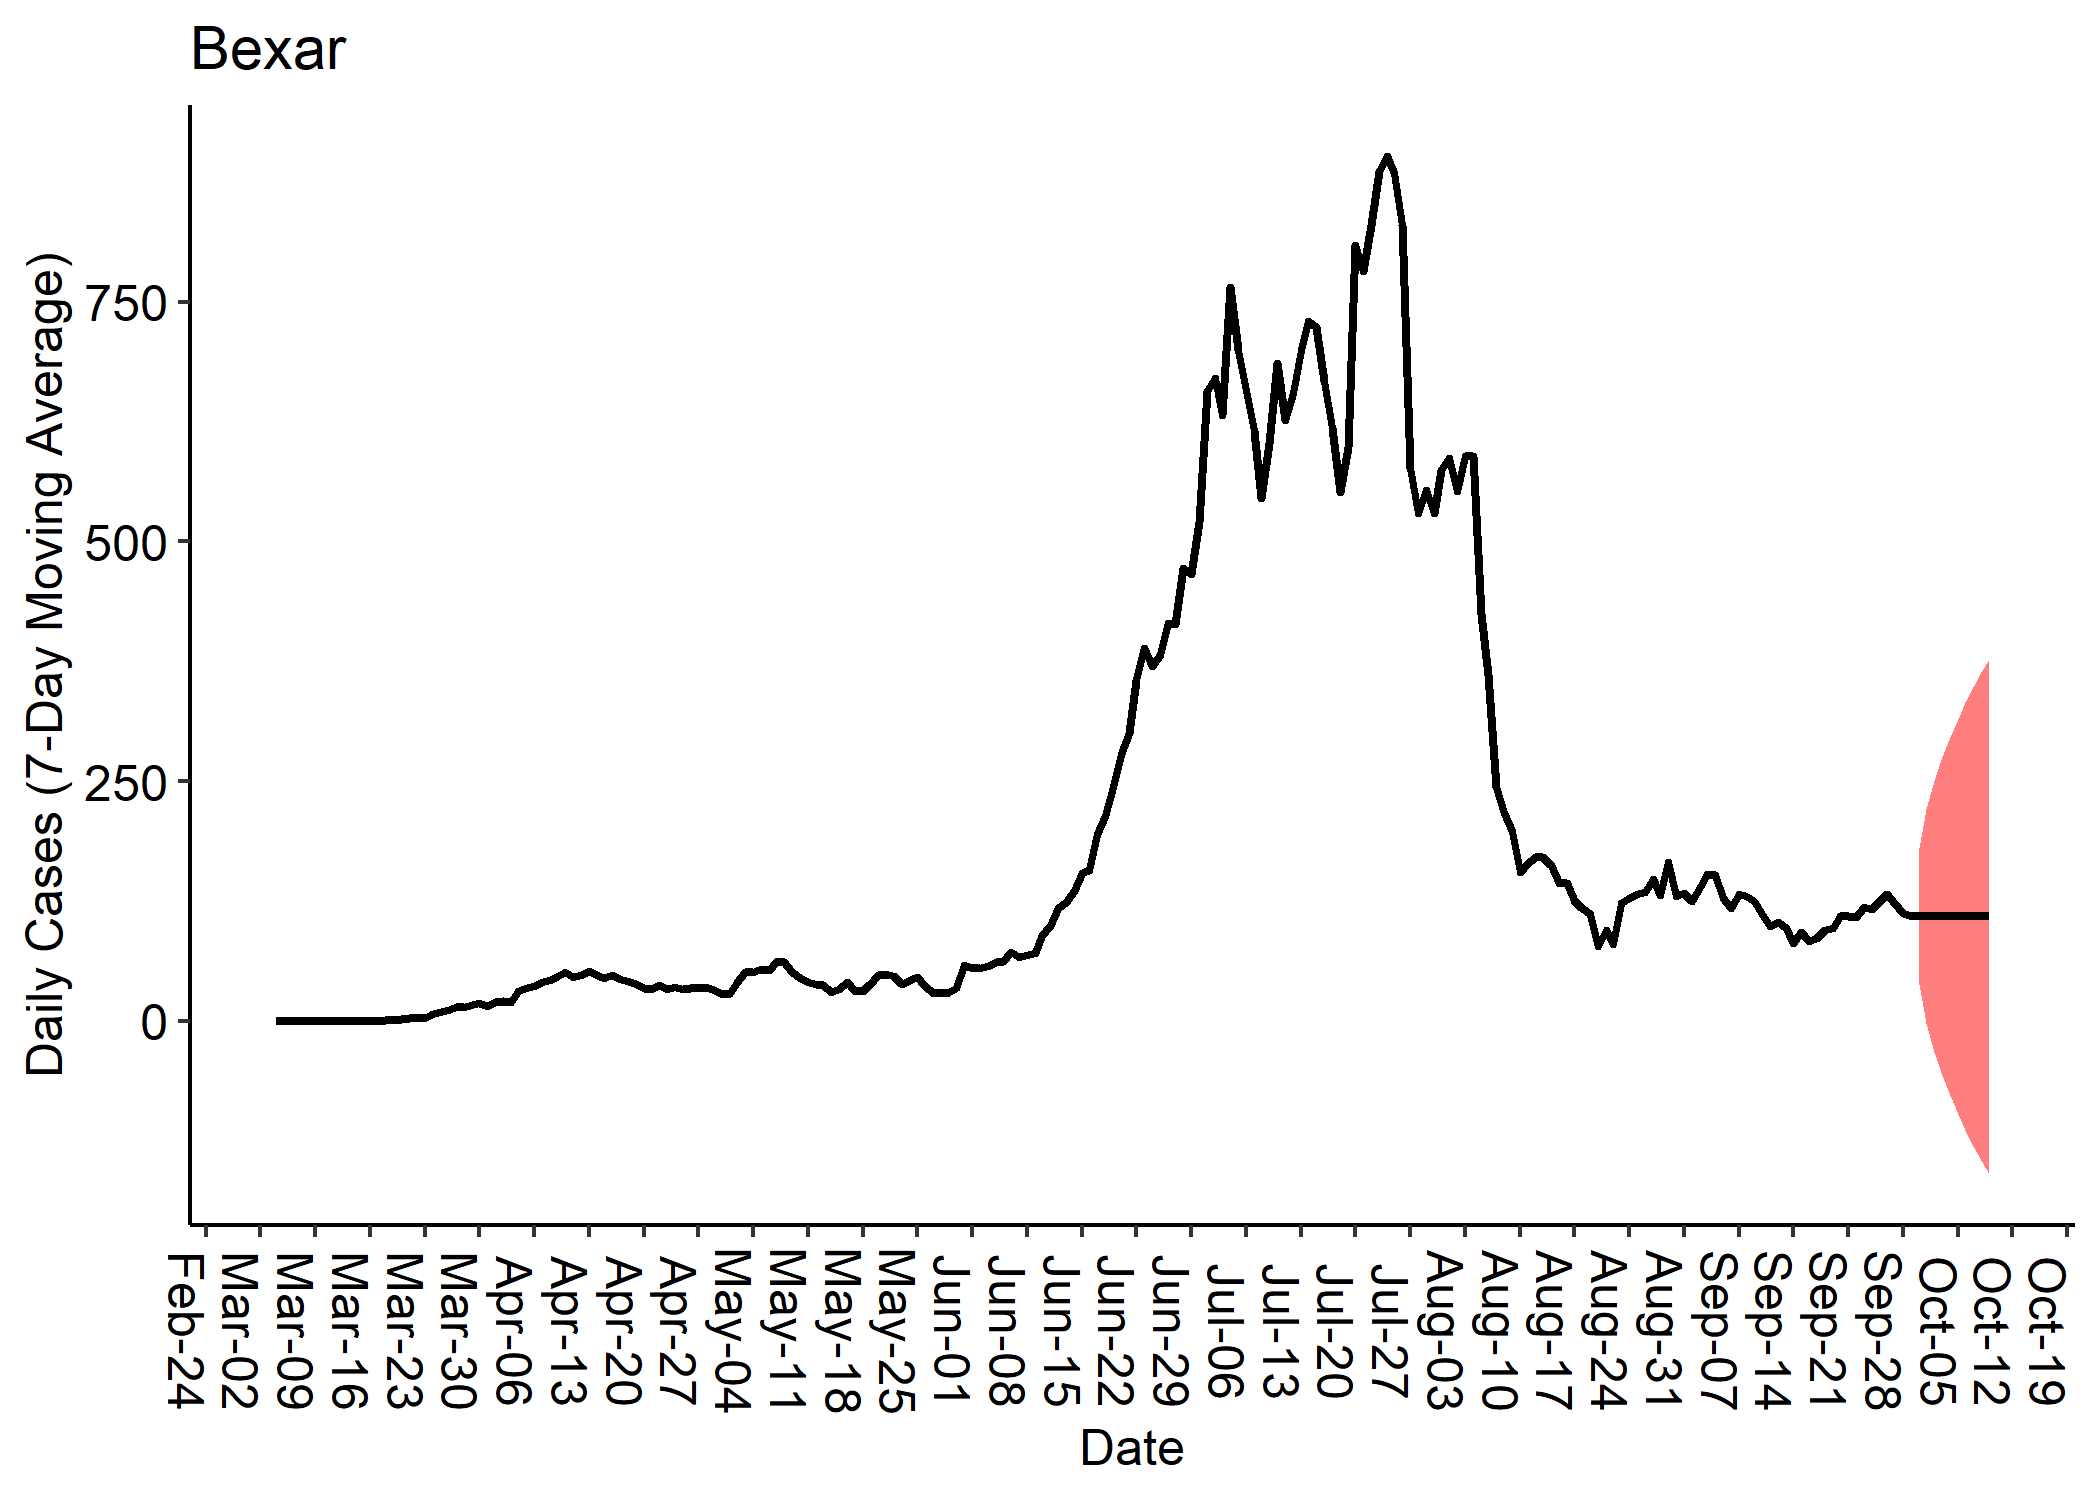 Bexar
Daily Cases (7-Day Moving Average)
750
500
250
0
Feb-24
Mar-02
Mar-09
Mar-16
Mar-23
Mar-30
Apr-06
Apr-13
Apr-20
Apr-27
May-04
May-11
May-18
May-25
Jun-01
Jun-08
Jun-15
Jun-22
Jun-29
Jul-06
Jul-13
Jul-20
Jul-27
Aug-03
Aug-10
Aug-17
Aug-24
Aug-31
Sep-07
Sep-14
Sep-21
Sep-28
Oct-05
Oct-12
Oct-19
Date